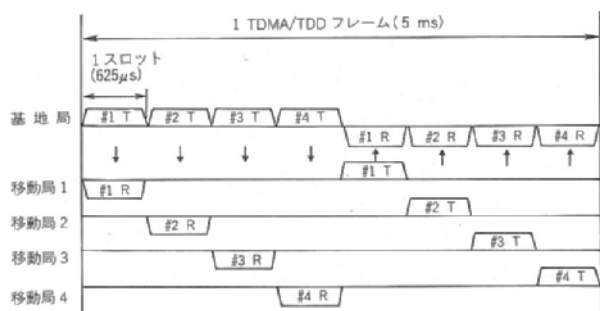 1 TDMA/TDD フレーム(5 ms)
1スロット
(625μs)
基地局 #1 T #2 T #3 T #4 T #1 R #2 R #3 R #4 R
#1 T
移動局1 #1 R #2 T
移動局2 #2 R #3 T
移動局3 #3 R #4 T
移動局4 #4 R